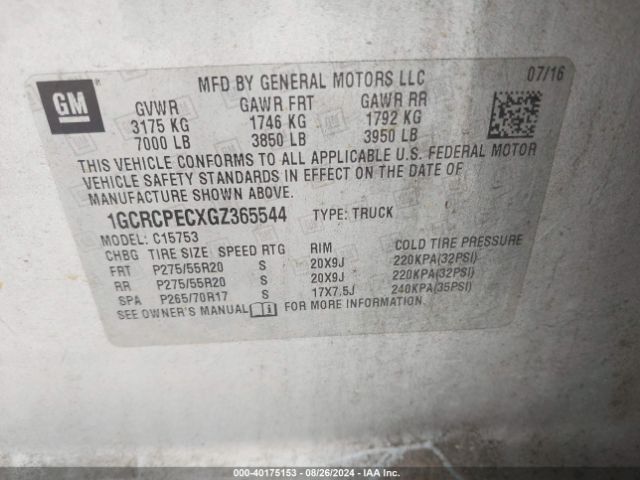 GM
MFD BY GENERAL MOTORS LLC
07/16
GVWR GAWR FRT GAWR RR
3175 KG 1746 KG 1792 KG
7000 LB 3850 LB 3950 LB
THIS VEHICLE CONFORMS TO ALL APPLICABLE U.S. FEDERAL MOTOR
VEHICLE SAFETY STANDARDS IN EFFECT ON THE DATE OF
MANUFACTURE SHOWN ABOVE.
1GCRCPECXGZ365544 TYPE: TRUCK
MODEL: C15753
CHBG TIRE SIZE SPEED RTG RIM COLD TIRE PRESSURE
FRT P275/55R20 S 20X9J 220KPA(32PSI)
RR P275/55R20 S 20X9J 220KPA(32PSI)
SPA P265/70R17 S 17X7.5J 240KPA(35PSI)
SEE OWNER'S MANUAL FOR MORE INFORMATION
000-40175153 - 08/26/2024 - IAA Inc.